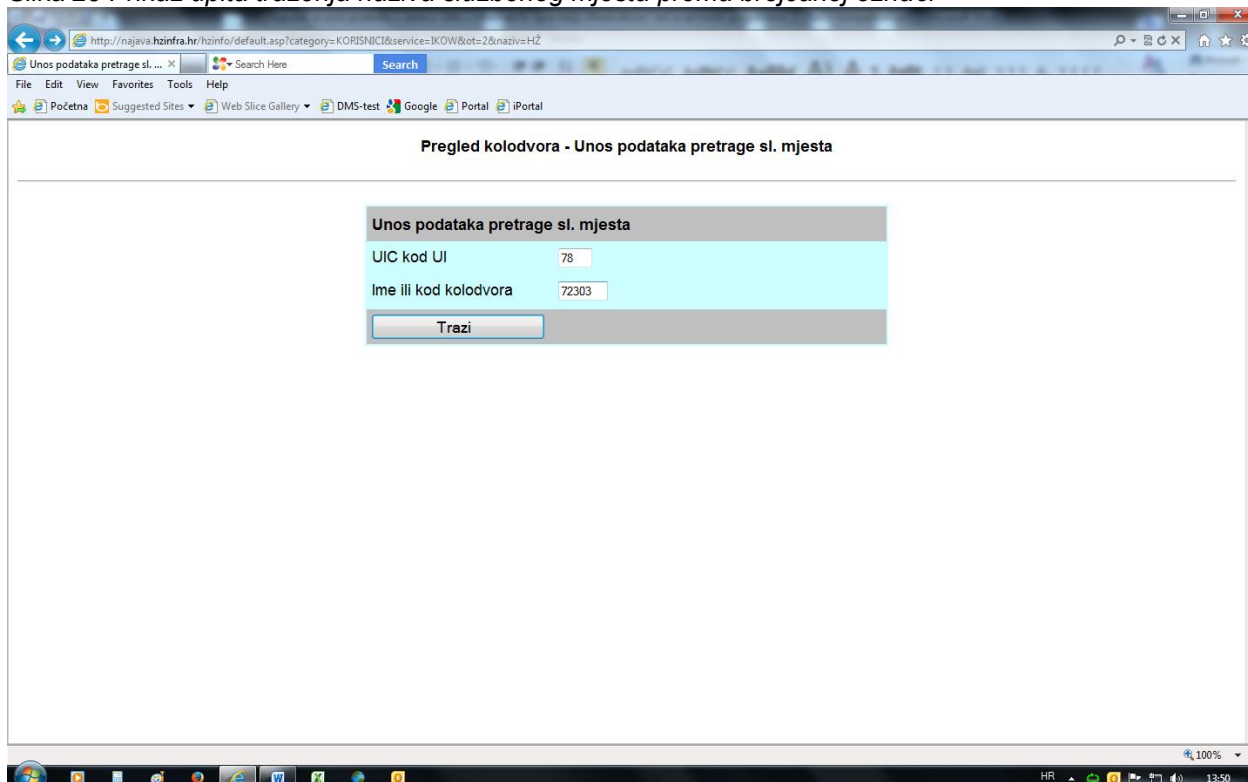 Slika 20 Prikaz upita traženja naziva službenog mjesta prema brojčanoj oznaci
http://najava.hzinfra.hr/hzinfo/default.asp?category=KORISNICI&service=IKOW&ot=2&naziv=HŽ
Unos podataka pretrage sl. ... Search Here Search
File Edit View Favorites Tools Help
Početna Suggested Sites Web Slice Gallery DMS-test Google Portal iPortal
Pregled kolodvora - Unos podataka pretrage sl. mjesta
Unos podataka pretrage sl. mjesta
UIC kod UI 78
Ime ili kod kolodvora 72303
Trazi
100%
HR 13:50